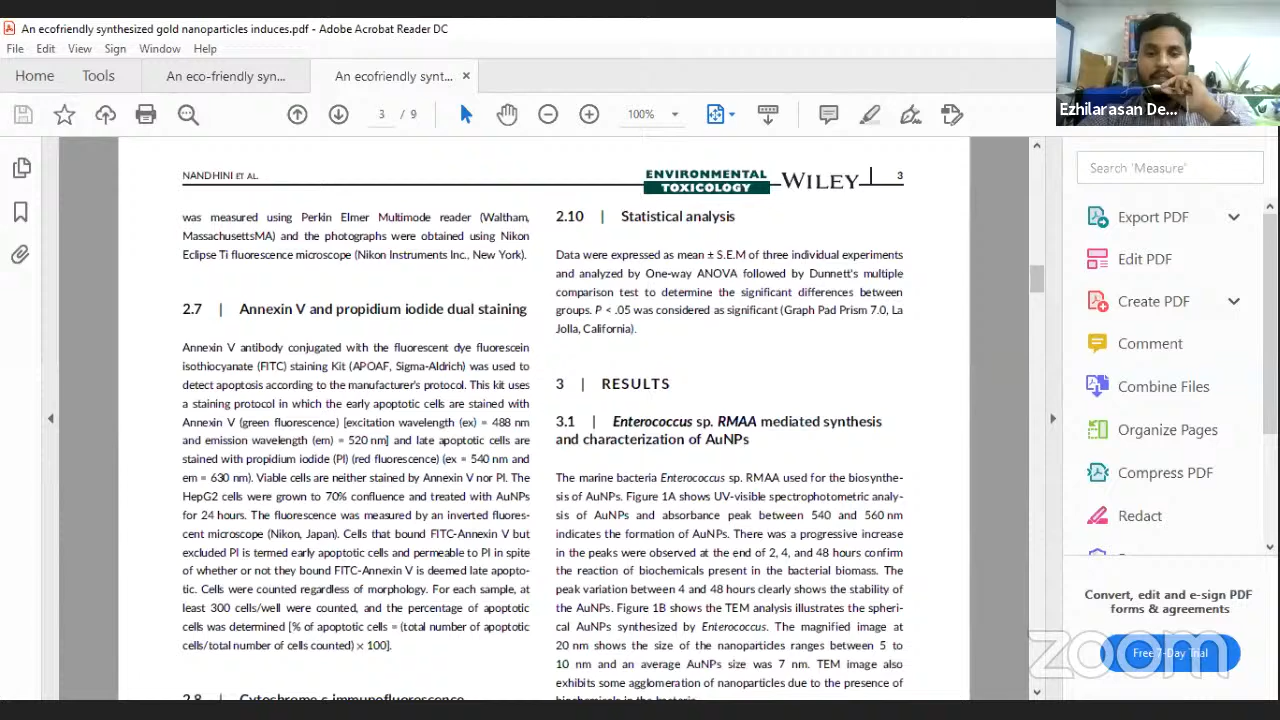 An ecofriendly synthesized gold nanoparticles induces.pdf - Adobe Acrobat Reader DC
File Edit View Sign Window Help
Home Tools An eco-friendly syn... An ecofriendly synt... ×
3 / 9 100%
Ezhilarasan De...
NANDHINI ET AL.
ENVIRONMENTAL
TOXICOLOGY
WILEY
3
was measured using Perkin Elmer Multimode reader (Waltham,
MassachusettsMA) and the photographs were obtained using Nikon
Eclipse Ti fluorescence microscope (Nikon Instruments Inc., New York).
2.7 | Annexin V and propidium iodide dual staining
Annexin V antibody conjugated with the fluorescent dye fluorescein
isothiocyanate (FITC) staining Kit (APOAF, Sigma-Aldrich) was used to
detect apoptosis according to the manufacturer's protocol. This kit uses
a staining protocol in which the early apoptotic cells are stained with
Annexin V (green fluorescence) [excitation wavelength (ex) = 488 nm
and emission wavelength (em) = 520 nm] and late apoptotic cells are
stained with propidium iodide (PI) (red fluorescence) (ex = 540 nm and
em = 630 nm). Viable cells are neither stained by Annexin V nor PI. The
HepG2 cells were grown to 70% confluence and treated with AuNPs
for 24 hours. The fluorescence was measured by an inverted fluores-
cent microscope (Nikon, Japan). Cells that bound FITC-Annexin V but
excluded PI is termed early apoptotic cells and permeable to PI in spite
of whether or not they bound FITC-Annexin V is deemed late apopto-
tic. Cells were counted regardless of morphology. For each sample, at
least 300 cells/well were counted, and the percentage of apoptotic
cells was determined [% of apoptotic cells = (total number of apoptotic
cells/total number of cells counted) × 100].
2.8 | Cytochrome c immunofluorescence
2.10 | Statistical analysis
Data were expressed as mean ± S.E.M of three individual experiments
and analyzed by One-way ANOVA followed by Dunnett's multiple
comparison test to determine the significant differences between
groups. P < .05 was considered as significant (Graph Pad Prism 7.0, La
Jolla, California).
3 | RESULTS
3.1 | Enterococcus sp. RMAA mediated synthesis
and characterization of AuNPs
The marine bacteria Enterococcus sp. RMAA used for the biosynthe-
sis of AuNPs. Figure 1A shows UV-visible spectrophotometric analy-
sis of AuNPs and absorbance peak between 540 and 560 nm
indicates the formation of AuNPs. There was a progressive increase
in the peaks were observed at the end of 2, 4, and 48 hours confirm
the reaction of biochemicals present in the bacterial biomass. The
peak variation between 4 and 48 hours clearly shows the stability of
the AuNPs. Figure 1B shows the TEM analysis illustrates the spheri-
cal AuNPs synthesized by Enterococcus. The magnified image at
20 nm shows the size of the nanoparticles ranges between 5 to
10 nm and an average AuNPs size was 7 nm. TEM image also
exhibits some agglomeration of nanoparticles due to the presence of
biochemicals in the bacteria.
Search 'Measure'
Export PDF
Edit PDF
Create PDF
Comment
Combine Files
Organize Pages
Compress PDF
Redact
Convert, edit and e-sign PDF
forms & agreements
Free 7-Day Trial
zoom